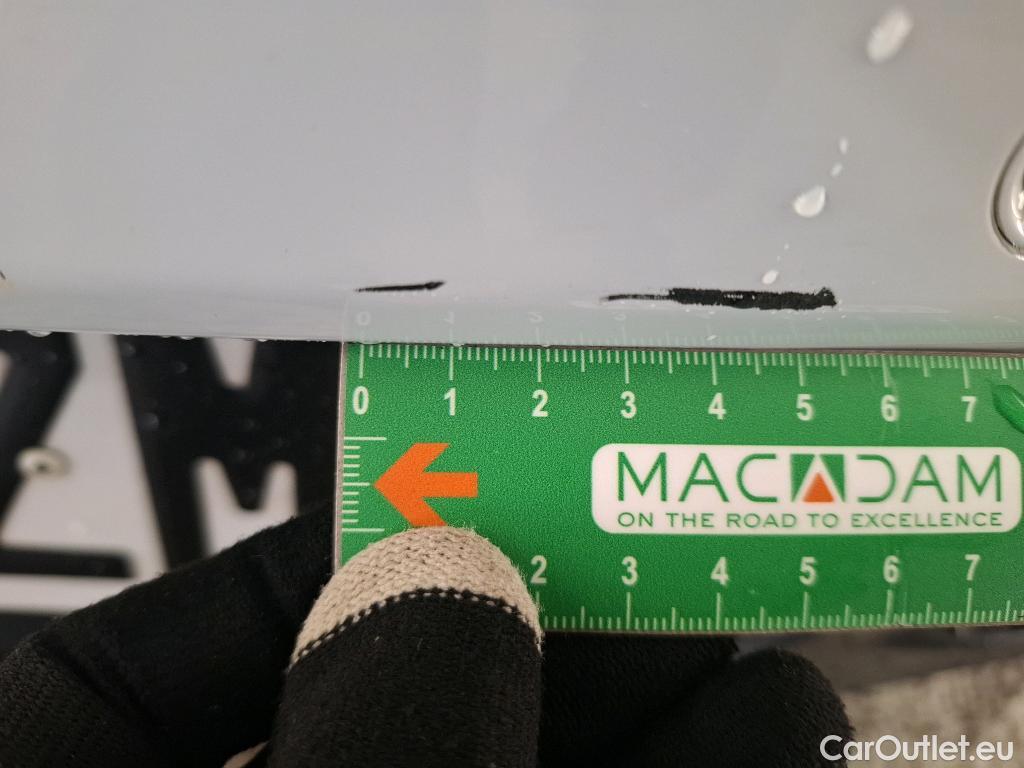 0 1 2 3 4 5 6 7
MACADAM
ON THE ROAD TO EXCELLENCE
2 3 4 5 6 7
CarOutlet.eu